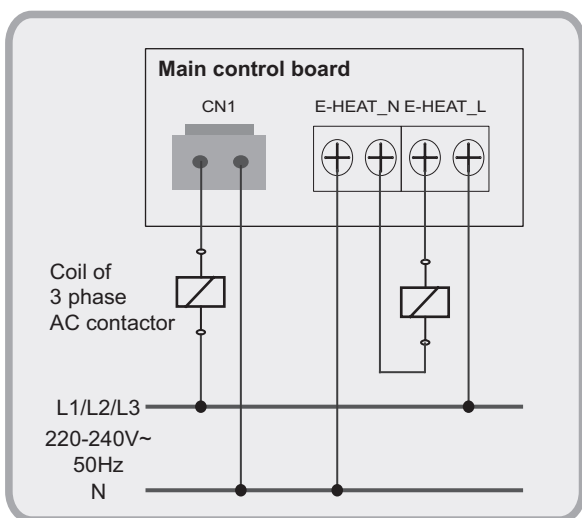 Main control board
CN1
E-HEAT_N E-HEAT_L
Coil of
3 phase
AC contactor
L1/L2/L3
220-240V~
50Hz
N